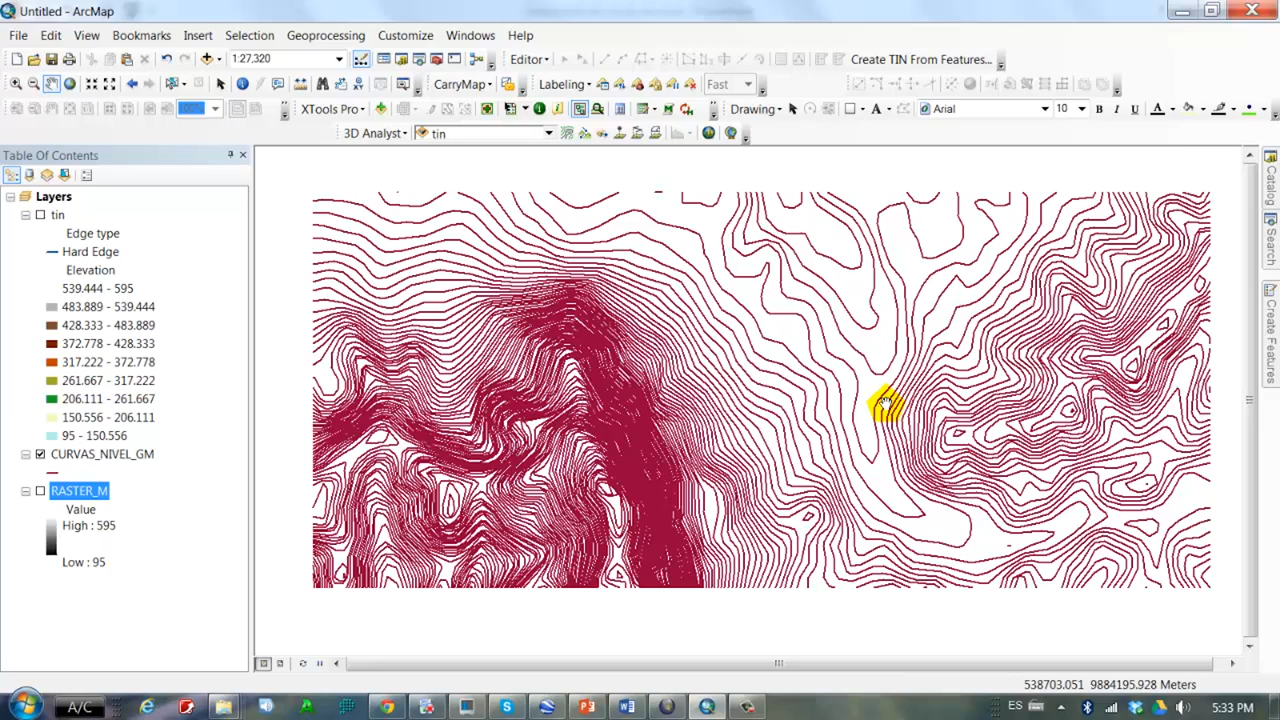 Untitled - ArcMap
File Edit View Bookmarks Insert Selection Geoprocessing Customize Windows Help
1:27,320 Editor Create TIN From Features...
CarryMap Labeling Fast
XTools Pro Drawing A Arial 10 B I U A
3D Analyst tin
Table Of Contents
Layers
tin
Edge type
Hard Edge
Elevation
539.444 - 595
483.889 - 539.444
428.333 - 483.889
372.778 - 428.333
317.222 - 372.778
261.667 - 317.222
206.111 - 261.667
150.556 - 206.111
95 - 150.556
CURVAS_NIVEL_GM
RASTER_M
Value
High : 595
Low : 95
Catalog
Search
Create Features
538703.051 9884195.928 Meters
A/C ES 5:33 PM